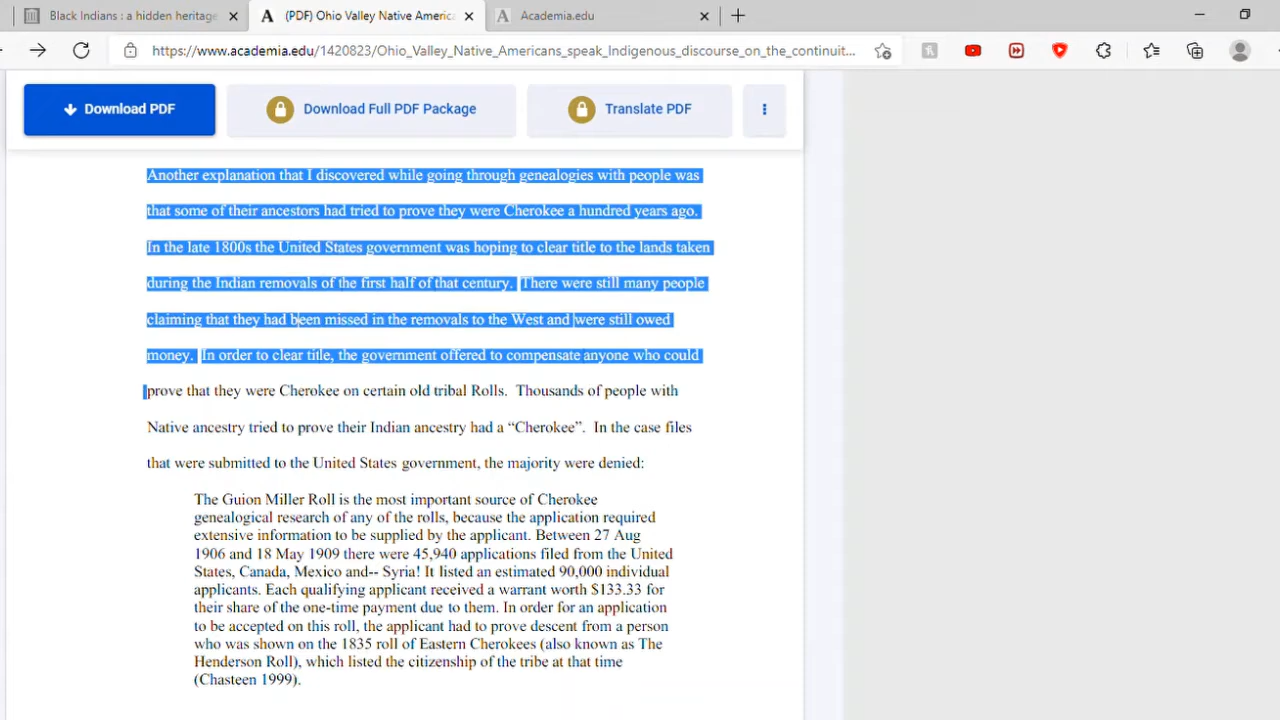 Black Indians : a hidden heritage
(PDF) Ohio Valley Native America
Academia.edu
https://www.academia.edu/1420823/Ohio_Valley_Native_Americans_speak_Indigenous_discourse_on_the_continuit...
Download PDF
Download Full PDF Package
Translate PDF
Another explanation that I discovered while going through genealogies with people was
that some of their ancestors had tried to prove they were Cherokee a hundred years ago.
In the late 1800s the United States government was hoping to clear title to the lands taken
during the Indian removals of the first half of that century. There were still many people
claiming that they had been missed in the removals to the West and were still owed
money. In order to clear title, the government offered to compensate anyone who could
prove that they were Cherokee on certain old tribal Rolls. Thousands of people with
Native ancestry tried to prove their Indian ancestry had a “Cherokee”. In the case files
that were submitted to the United States government, the majority were denied:
The Guion Miller Roll is the most important source of Cherokee
genealogical research of any of the rolls, because the application required
extensive information to be supplied by the applicant. Between 27 Aug
1906 and 18 May 1909 there were 45,940 applications filed from the United
States, Canada, Mexico and-- Syria! It listed an estimated 90,000 individual
applicants. Each qualifying applicant received a warrant worth $133.33 for
their share of the one-time payment due to them. In order for an application
to be accepted on this roll, the applicant had to prove descent from a person
who was shown on the 1835 roll of Eastern Cherokees (also known as The
Henderson Roll), which listed the citizenship of the tribe at that time
(Chasteen 1999).